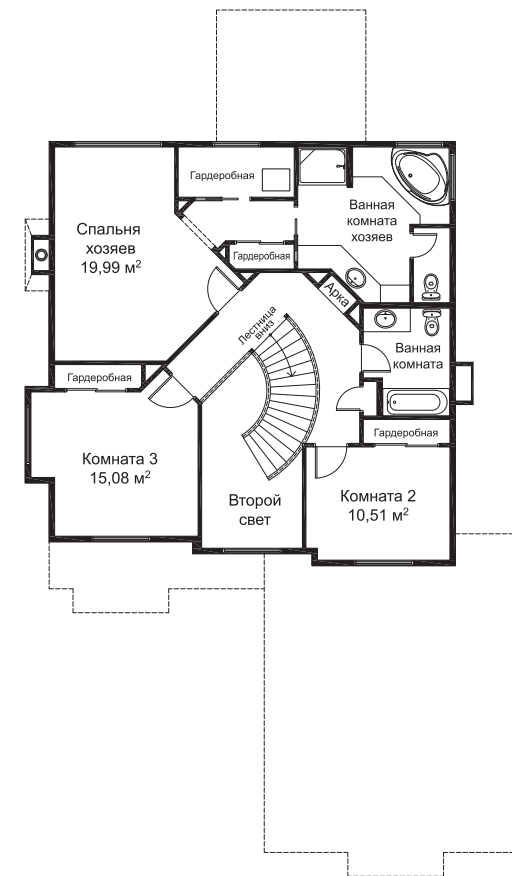 Гардеробная
Ванная
комната
хозяев
Спальня
хозяев
19,99 м²
Гардеробная
Арка
Лестница
вниз
Ванная
комната
Гардеробная
Гардеробная
Комната 3
15,08 м²
Второй
свет
Комната 2
10,51 м²